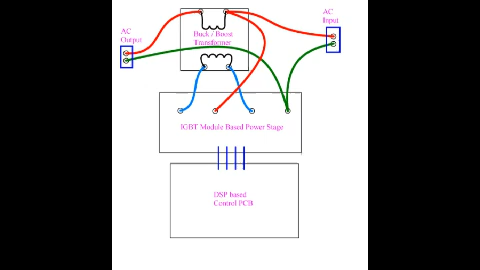 AC
Input
AC
Output
Buck / Boost
Transformer
IGBT Module Based Power Stage
DSP based
Control PCB